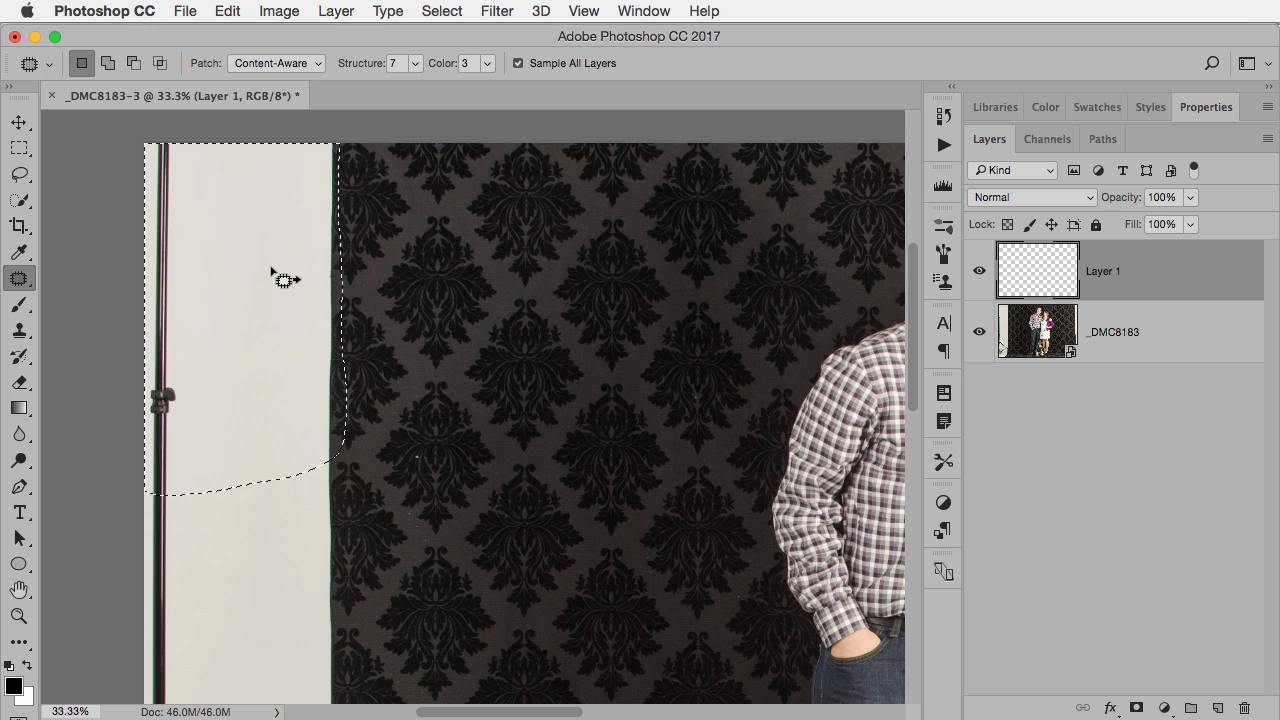 Photoshop CC File Edit Image Layer Type Select Filter 3D View Window Help
Adobe Photoshop CC 2017
Patch: Content-Aware Structure: 7 Color: 3 Sample All Layers
_DMC8183-3 @ 33.3% (Layer 1, RGB/8*) *
Libraries Color Swatches Styles Properties
Layers Channels Paths
Kind
Normal Opacity: 100%
Lock: Fill: 100%
Layer 1
_DMC8183
33.33% Doc: 46.0M/46.0M